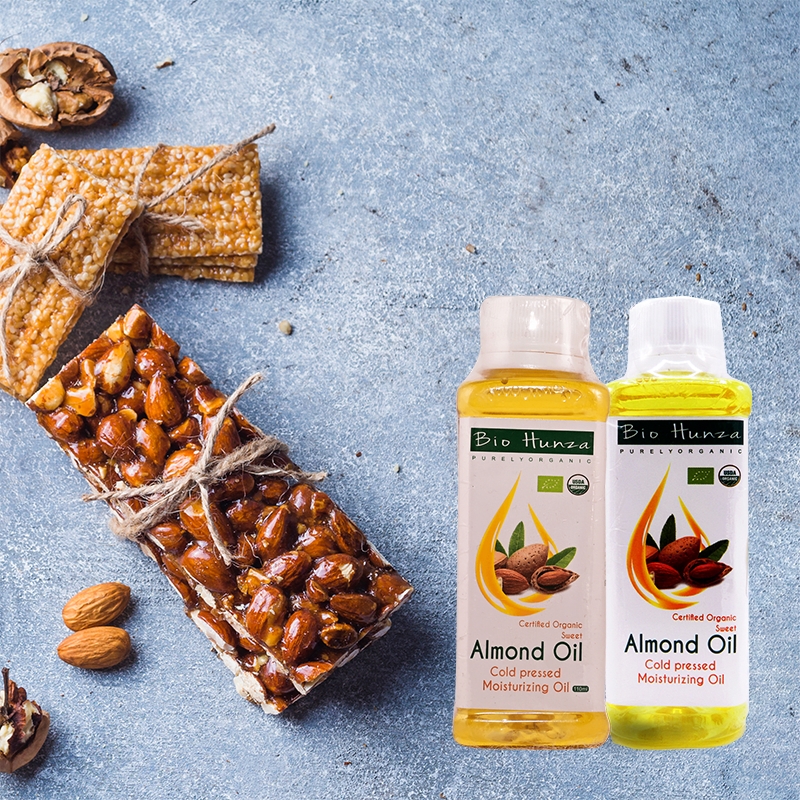 Bio Hunza
PURELYORGANIC
USDA
ORGANIC
Certified Organic
Sweet
Almond Oil
Cold pressed
Moisturizing Oil 110ml
Bio Hunza
PURELYORGANIC
USDA
ORGANIC
Certified Organic
Sweet
Almond Oil
Cold pressed
Moisturizing Oil